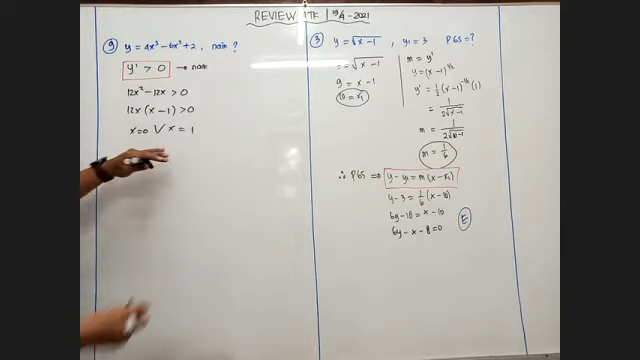 REVIEW MTK | 19/4 - 2021
⑨ y = 4x³ - 6x² + 2, naik ?
y' > 0 → naik
12x² - 12x > 0
12x (x - 1) > 0
x = 0 ∨ x = 1
③ y = √x - 1 , y₁ = 3 PGS = ?
= √x - 1
9 = x - 1
10 = x₁
m = y'
y = (x - 1)^1/2
y' = 1/2 (x - 1)^-1/2 (1)
= 1/2√x-1
m = 1/2√10-1
m = 1/6
∴ PGS ⇒ y - y₁ = m (x - x₁)
y - 3 = 1/6 (x - 10)
6y - 18 = x - 10
6y - x - 8 = 0
E